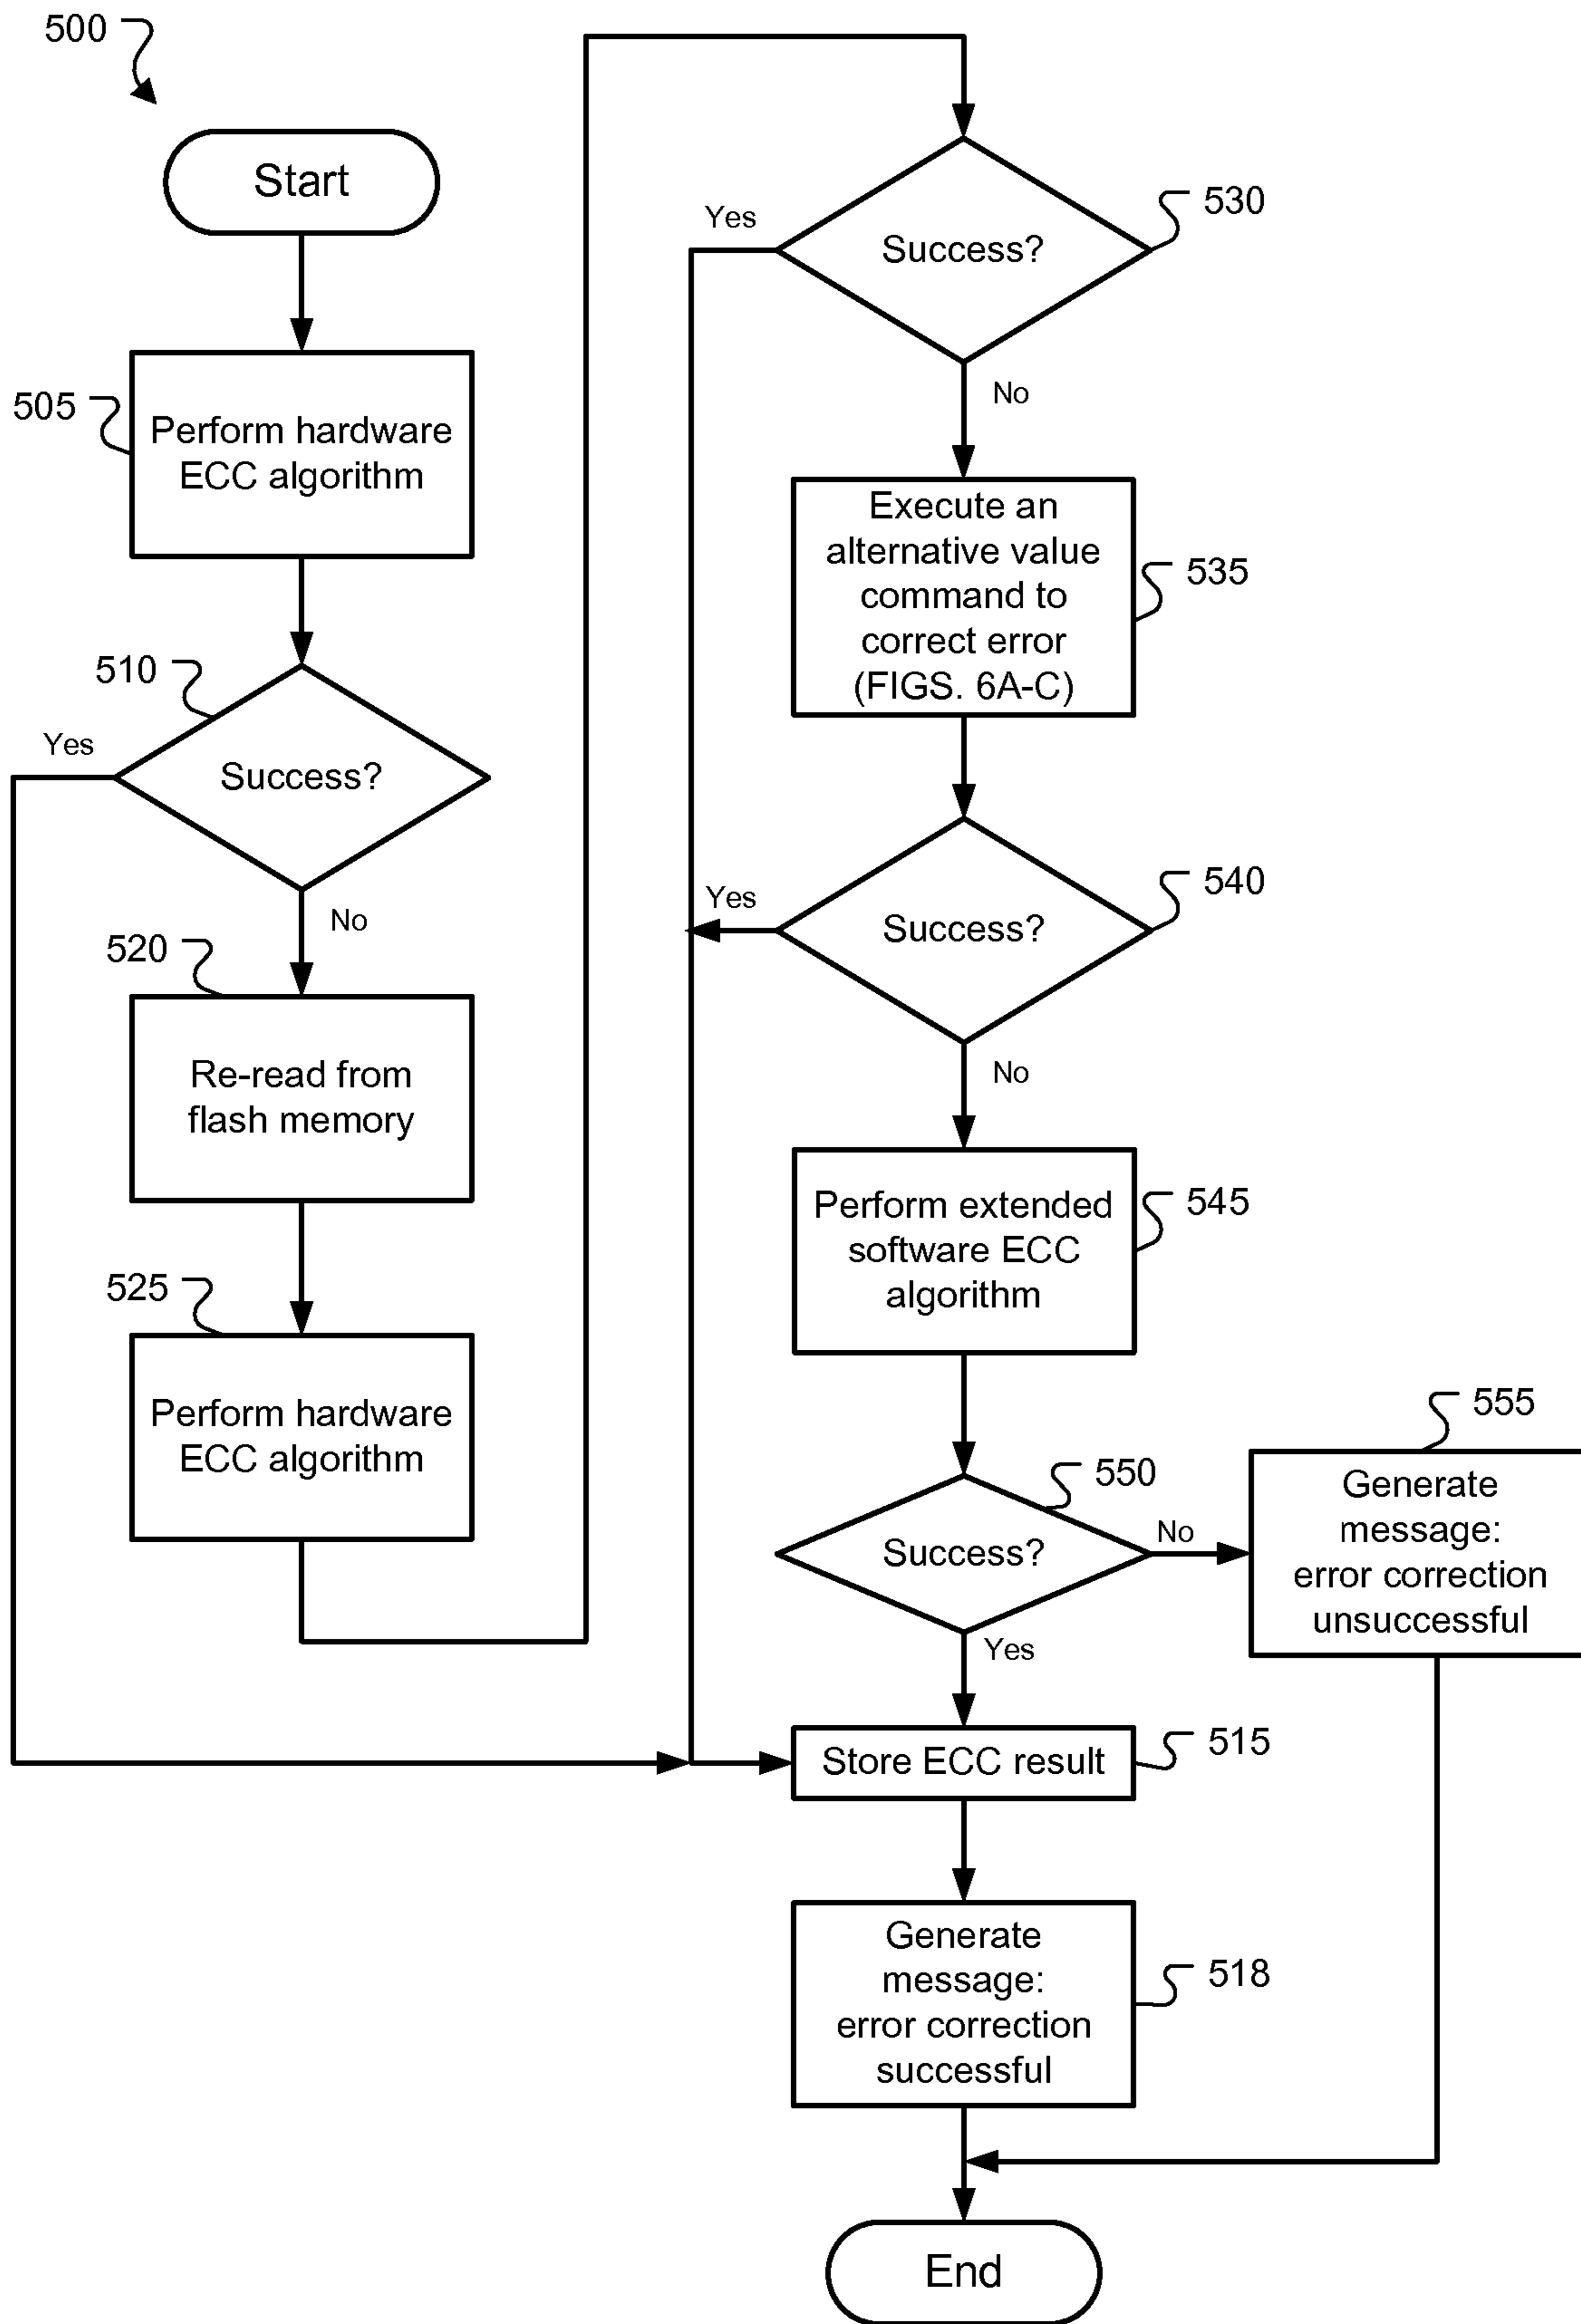 500
Start
505
Perform hardware
ECC algorithm
510
Yes
Success?
No
520
Re-read from
flash memory
525
Perform hardware
ECC algorithm
530
Yes
Success?
No
Execute an
alternative value
command to
correct error
(FIGS. 6A-C)
535
540
Yes
Success?
No
Perform extended
software ECC
algorithm
545
550
Success?
No
Yes
555
Generate
message:
error correction
unsuccessful
Store ECC result
515
Generate
message:
error correction
successful
518
End